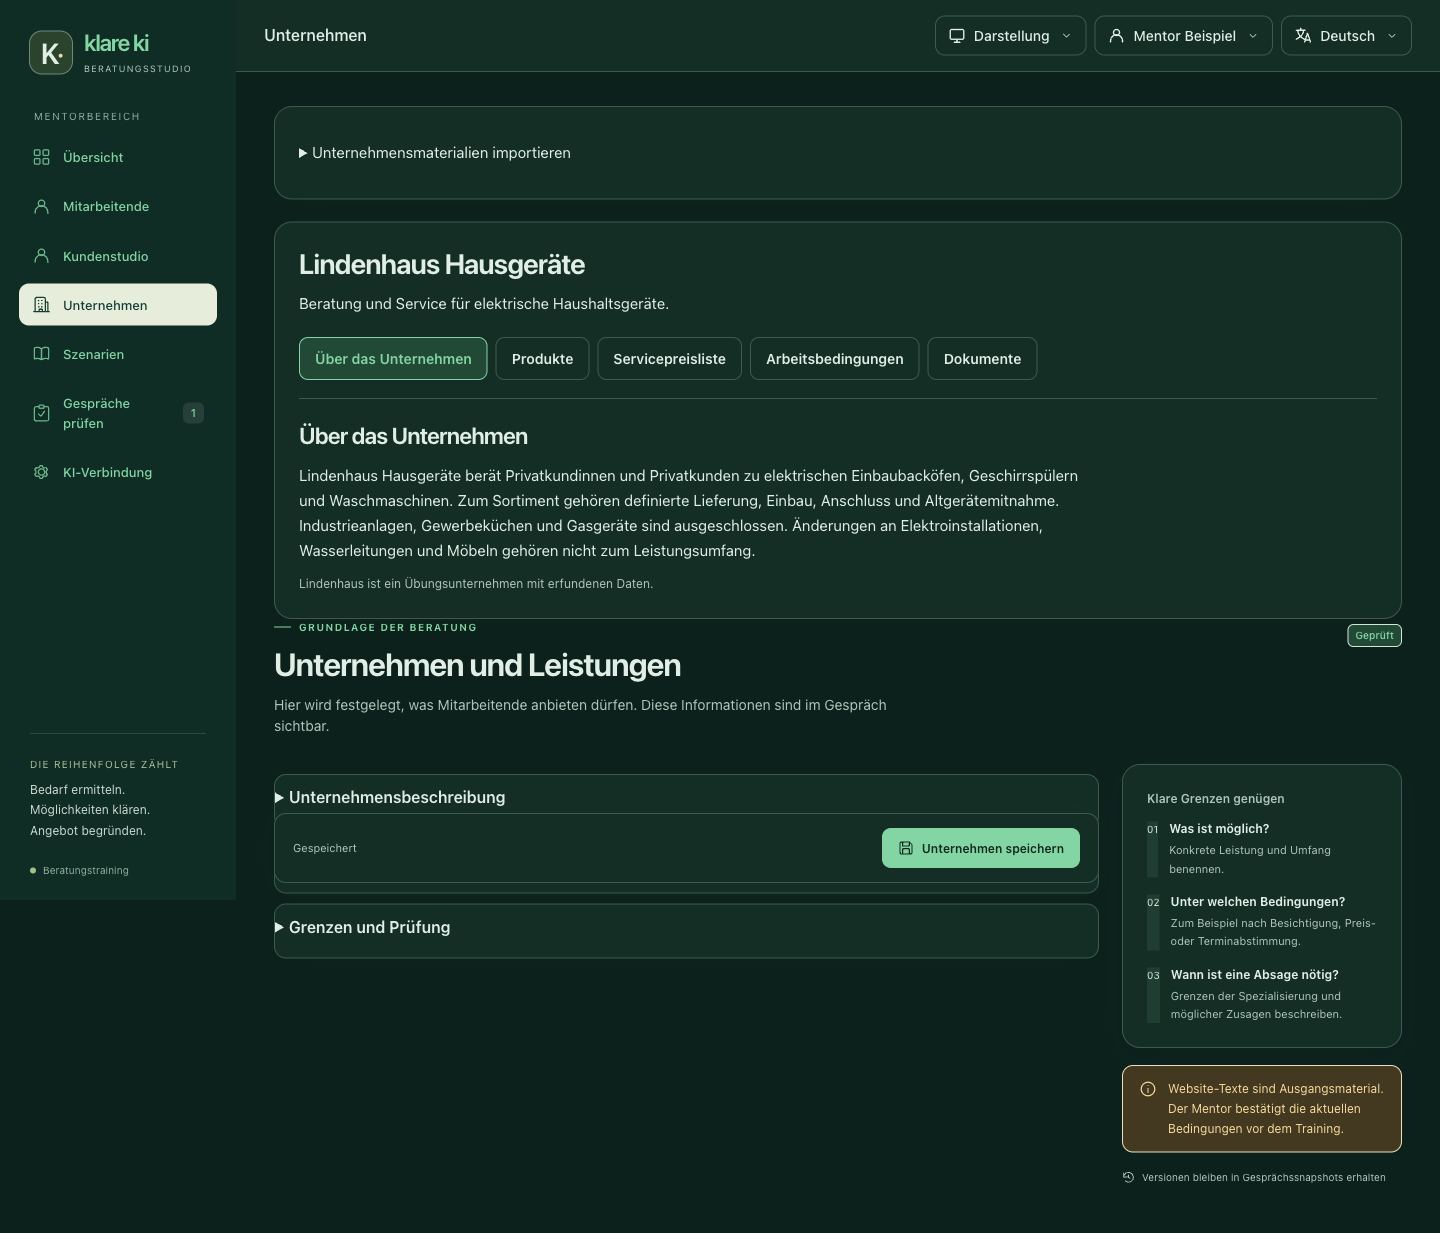 K
klare ki
BERATUNGSSTUDIO
MENTORBEREICH
Übersicht
Mitarbeitende
Kundenstudio
Unternehmen
Szenarien
Gespräche
prüfen
1
KI-Verbindung
DIE REIHENFOLGE ZÄHLT
Bedarf ermitteln.
Möglichkeiten klären.
Angebot begründen.
Beratungstraining
Unternehmen
Darstellung
Mentor Beispiel
Deutsch
Unternehmensmaterialien importieren
Lindenhaus Hausgeräte
Beratung und Service für elektrische Haushaltsgeräte.
Über das Unternehmen
Produkte
Servicepreisliste
Arbeitsbedingungen
Dokumente
Über das Unternehmen
Lindenhaus Hausgeräte berät Privatkundinnen und Privatkunden zu elektrischen Einbaubacköfen, Geschirrspülern
und Waschmaschinen. Zum Sortiment gehören definierte Lieferung, Einbau, Anschluss und Altgerätemitnahme.
Industrieanlagen, Gewerbeküchen und Gasgeräte sind ausgeschlossen. Änderungen an Elektroinstallationen,
Wasserleitungen und Möbeln gehören nicht zum Leistungsumfang.
Lindenhaus ist ein Übungsunternehmen mit erfundenen Daten.
GRUNDLAGE DER BERATUNG
Geprüft
Unternehmen und Leistungen
Hier wird festgelegt, was Mitarbeitende anbieten dürfen. Diese Informationen sind im Gespräch
sichtbar.
Unternehmensbeschreibung
Gespeichert
Unternehmen speichern
Grenzen und Prüfung
Klare Grenzen genügen
01
Was ist möglich?
Konkrete Leistung und Umfang
benennen.
02
Unter welchen Bedingungen?
Zum Beispiel nach Besichtigung, Preis-
oder Terminabstimmung.
03
Wann ist eine Absage nötig?
Grenzen der Spezialisierung und
möglicher Zusagen beschreiben.
Website-Texte sind Ausgangsmaterial.
Der Mentor bestätigt die aktuellen
Bedingungen vor dem Training.
Versionen bleiben in Gesprächssnapshots erhalten